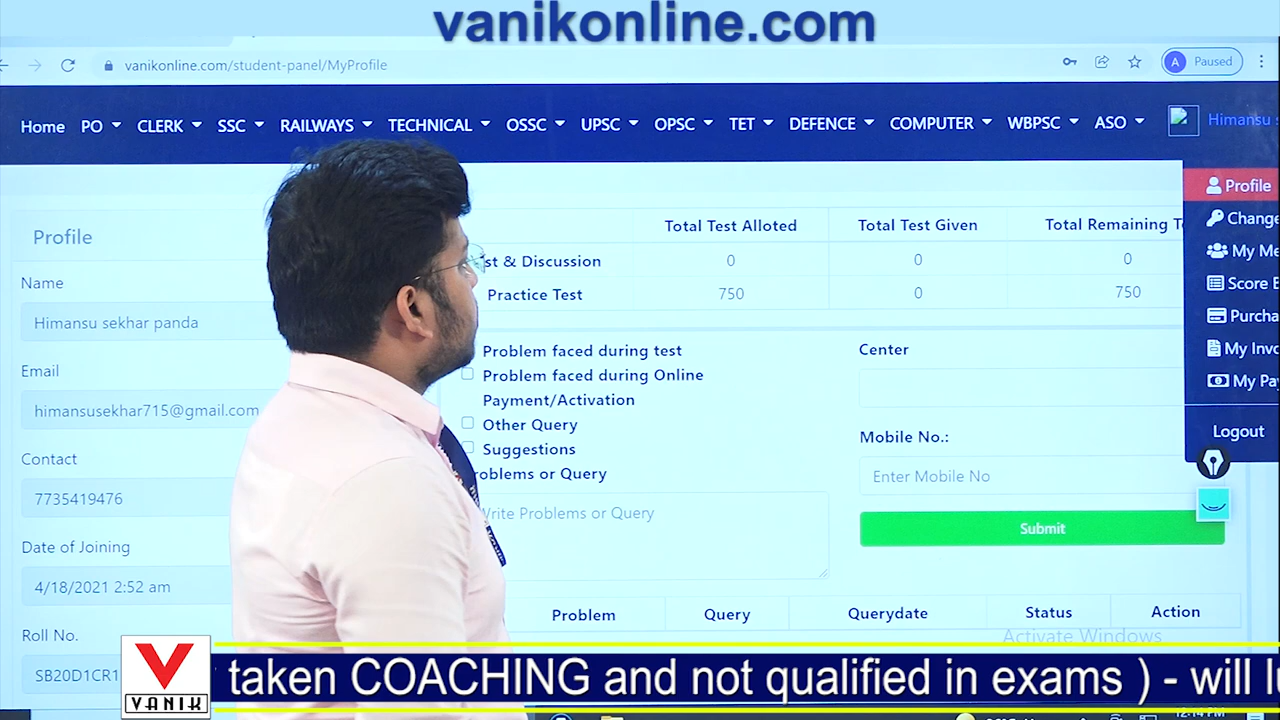 vanikonline.com
vanikonline.com/student-panel/MyProfile
A Paused
Home PO CLERK SSC RAILWAYS TECHNICAL OSSC UPSC OPSC TET DEFENCE COMPUTER WBPSC ASO Himansu
Profile
Change
My Me
Score
Purcha
My Inv
My Pa
Logout
Profile
Name
Himansu sekhar panda
Email
himansusekhar715@gmail.com
Contact
7735419476
Date of Joining
4/18/2021 2:52 am
Roll No.
SB20D1CR1
Total Test Alloted Total Test Given Total Remaining T
st & Discussion 0 0 0
Practice Test 750 0 750
Problem faced during test
Problem faced during Online
Payment/Activation
Other Query
Suggestions
roblems or Query
Write Problems or Query
Center
Mobile No.:
Enter Mobile No
Submit
Problem Query Querydate Status Action
Activate Windows
VANIK
taken COACHING and not qualified in exams ) - will
12:14 PM